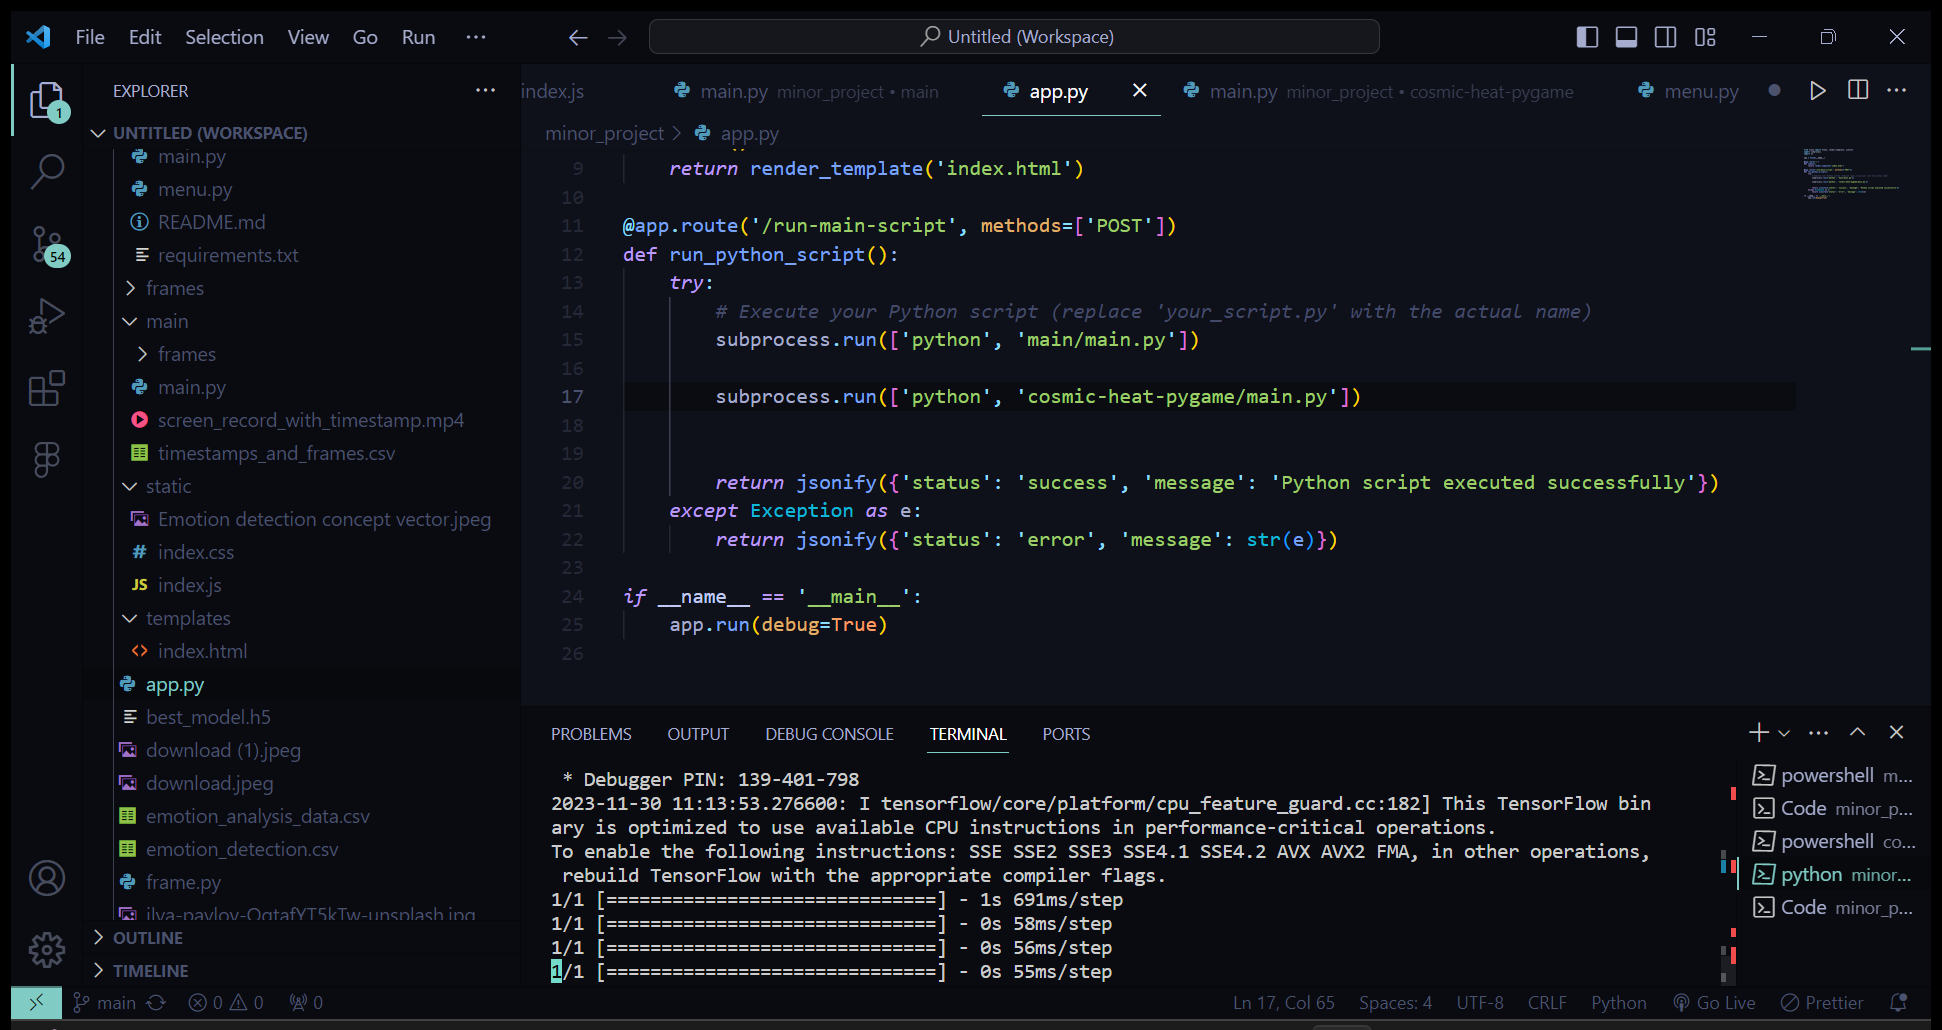 File Edit Selection View Go Run ···
Untitled (Workspace)
EXPLORER
index.js
main.py minor_project • main
app.py
main.py minor_project • cosmic-heat-pygame
menu.py
1
UNTITLED (WORKSPACE)
minor_project > app.py
main.py
menu.py
README.md
requirements.txt
54
frames
main
frames
main.py
screen_record_with_timestamp.mp4
timestamps_and_frames.csv
static
Emotion detection concept vector.jpeg
index.css
JS index.js
templates
index.html
app.py
best_model.h5
download (1).jpeg
download.jpeg
emotion_analysis_data.csv
emotion_detection.csv
frame.py
OUTLINE
TIMELINE
9 return render_template('index.html')
10
11 @app.route('/run-main-script', methods=['POST'])
12 def run_python_script():
13 try:
14 # Execute your Python script (replace 'your_script.py' with the actual name)
15 subprocess.run(['python', 'main/main.py'])
16
17 subprocess.run(['python', 'cosmic-heat-pygame/main.py'])
18
19
20 return jsonify({'status': 'success', 'message': 'Python script executed successfully'})
21 except Exception as e:
22 return jsonify({'status': 'error', 'message': str(e)})
23
24 if __name__ == '__main__':
25 app.run(debug=True)
26
PROBLEMS OUTPUT DEBUG CONSOLE TERMINAL PORTS
* Debugger PIN: 139-401-798
2023-11-30 11:13:53.276600: I tensorflow/core/platform/cpu_feature_guard.cc:182] This TensorFlow bin
ary is optimized to use available CPU instructions in performance-critical operations.
To enable the following instructions: SSE SSE2 SSE3 SSE4.1 SSE4.2 AVX AVX2 FMA, in other operations,
rebuild TensorFlow with the appropriate compiler flags.
1/1 [==============================] - 1s 691ms/step
1/1 [==============================] - 0s 58ms/step
1/1 [==============================] - 0s 56ms/step
1/1 [==============================] - 0s 55ms/step
powershell m...
Code minor_p...
powershell co...
python minor...
Code minor_p...
main 0 0 0
Ln 17, Col 65 Spaces: 4 UTF-8 CRLF Python Go Live Prettier